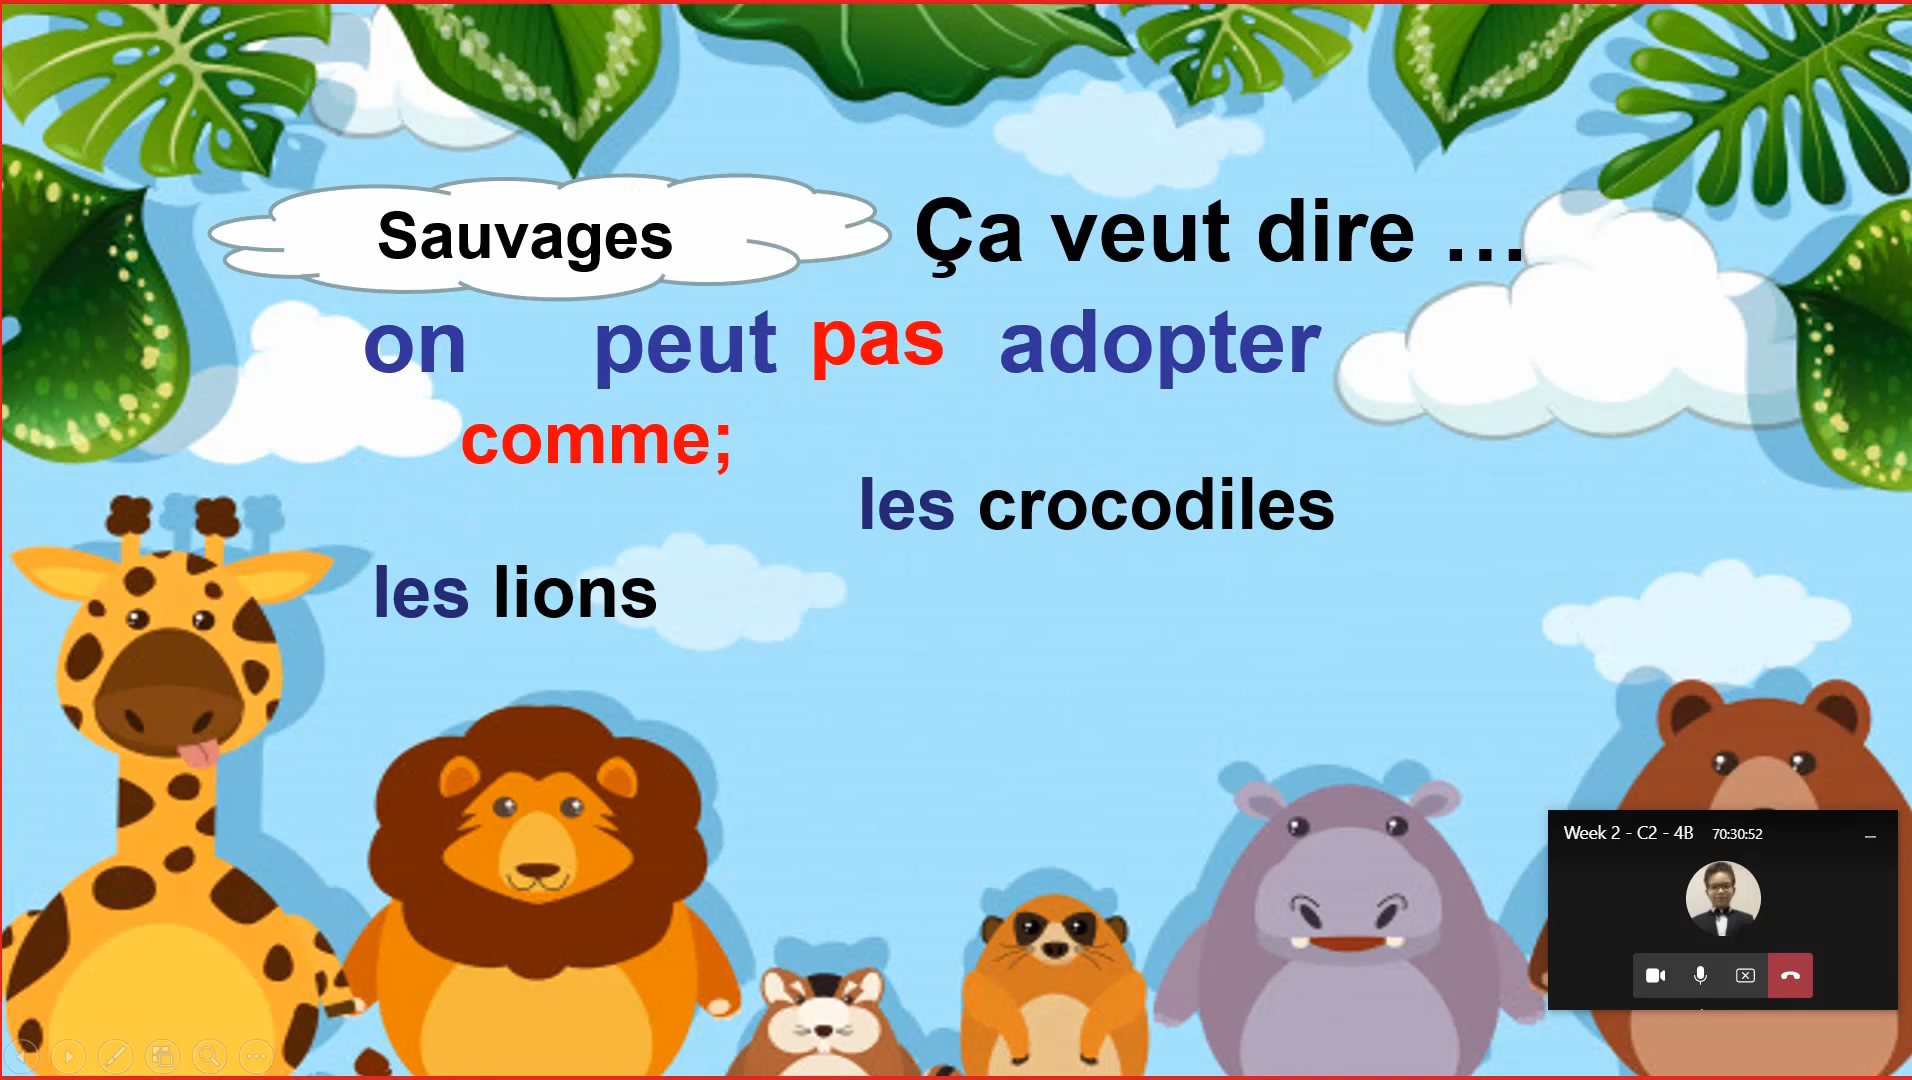 Sauvages Ça veut dire ...
on peut pas adopter
comme;
les crocodiles
les lions
Week 2 - C2 - 4B 70:30:52